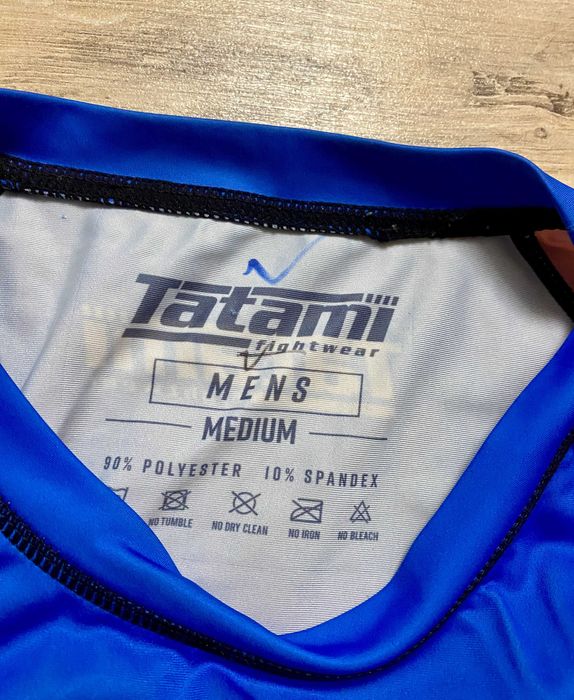 Tatami
fightwear
MENS
MEDIUM
90% POLYESTER 10% SPANDEX
NO TUMBLE NO DRY CLEAN NO IRON NO BLEACH